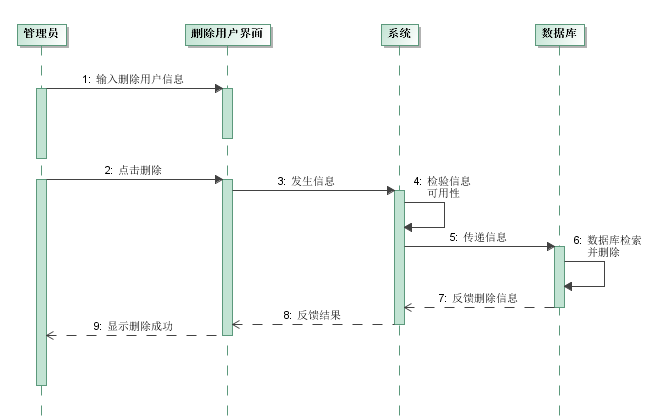 管理员
删除用户界面
系统
数据库
1: 输入删除用户信息
2: 点击删除
3: 发生信息
4: 检验信息
可用性
5: 传递信息
6: 数据库检索
并删除
7: 反馈删除信息
8: 反馈结果
9: 显示删除成功